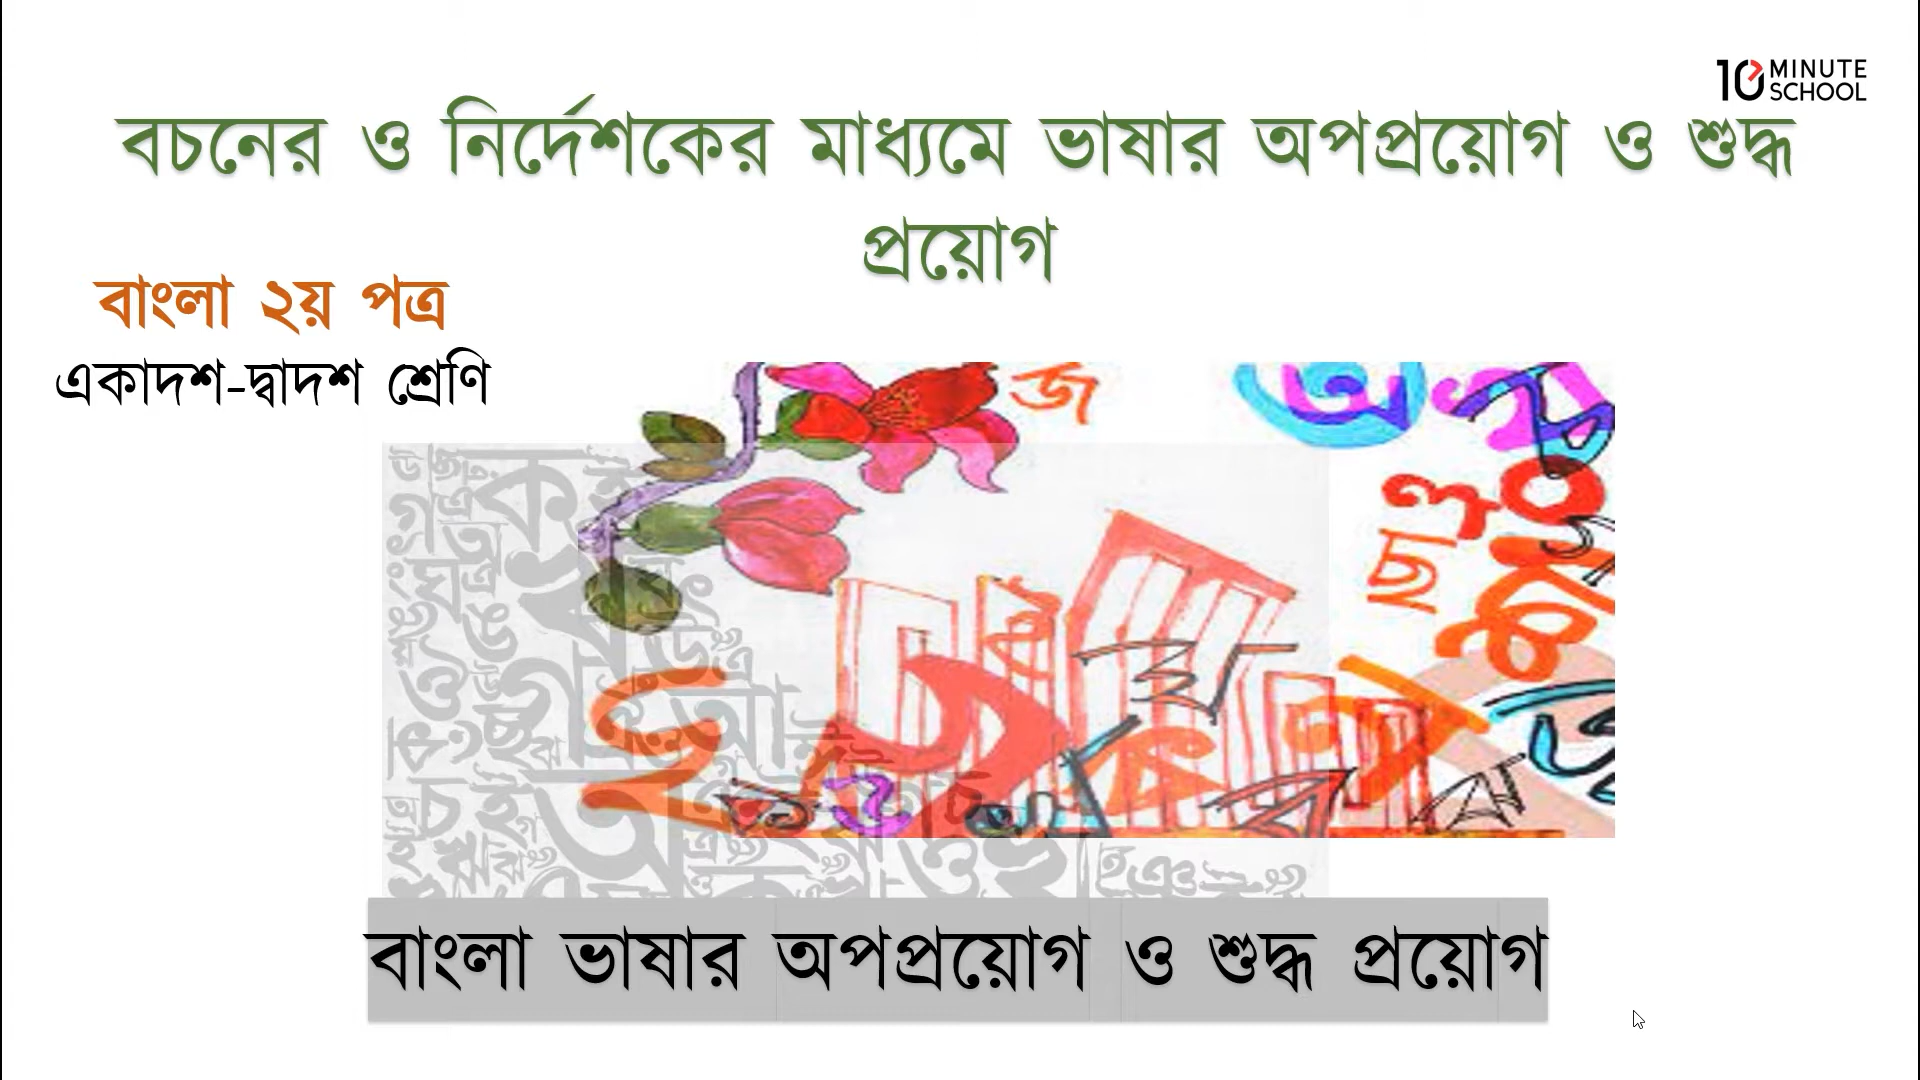 10 MINUTE
SCHOOL
বচনের ও নির্দেশকের মাধ্যমে ভাষার অপপ্রয়োগ ও শুদ্ধ
প্রয়োগ
বাংলা ২য় পত্র
একাদশ-দ্বাদশ শ্রেণি
বাংলা ভাষার অপপ্রয়োগ ও শুদ্ধ প্রয়োগ